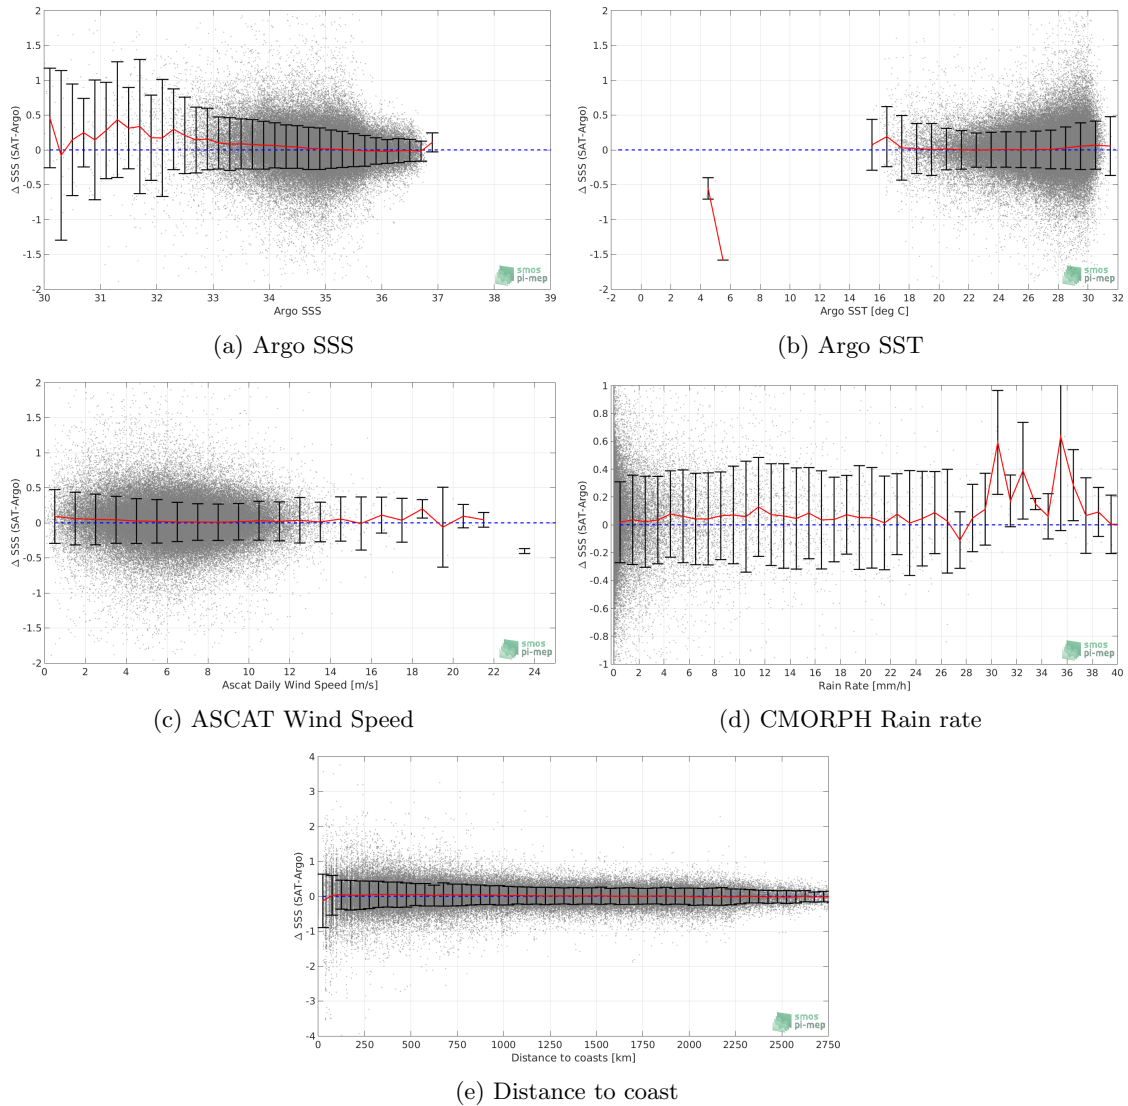 2
1.5
1
0.5
0
-0.5
-1
-1.5
-2
Δ SSS (SAT-Argo)
30 31 32 33 34 35 36 37 38 39
Argo SSS
smos
pi-mep
(a) Argo SSS
2
1.5
1
0.5
0
-0.5
-1
-1.5
-2
Δ SSS (SAT-Argo)
-2 0 2 4 6 8 10 12 14 16 18 20 22 24 26 28 30 32
Argo SST [deg C]
smos
pi-mep
(b) Argo SST
2
1.5
1
0.5
0
-0.5
-1
-1.5
-2
Δ SSS (SAT-Argo)
0 2 4 6 8 10 12 14 16 18 20 22 24
Ascat Daily Wind Speed [m/s]
smos
pi-mep
(c) ASCAT Wind Speed
1
0.8
0.6
0.4
0.2
0
-0.2
-0.4
-0.6
-0.8
-1
Δ SSS (SAT-Argo)
0 2 4 6 8 10 12 14 16 18 20 22 24 26 28 30 32 34 36 38 40
Rain Rate [mm/h]
smos
pi-mep
(d) CMORPH Rain rate
4
3
2
1
0
-1
-2
-3
-4
Δ SSS (SAT-Argo)
0 250 500 750 1000 1250 1500 1750 2000 2250 2500 2750
Distance to coasts [km]
smos
pi-mep
(e) Distance to coast